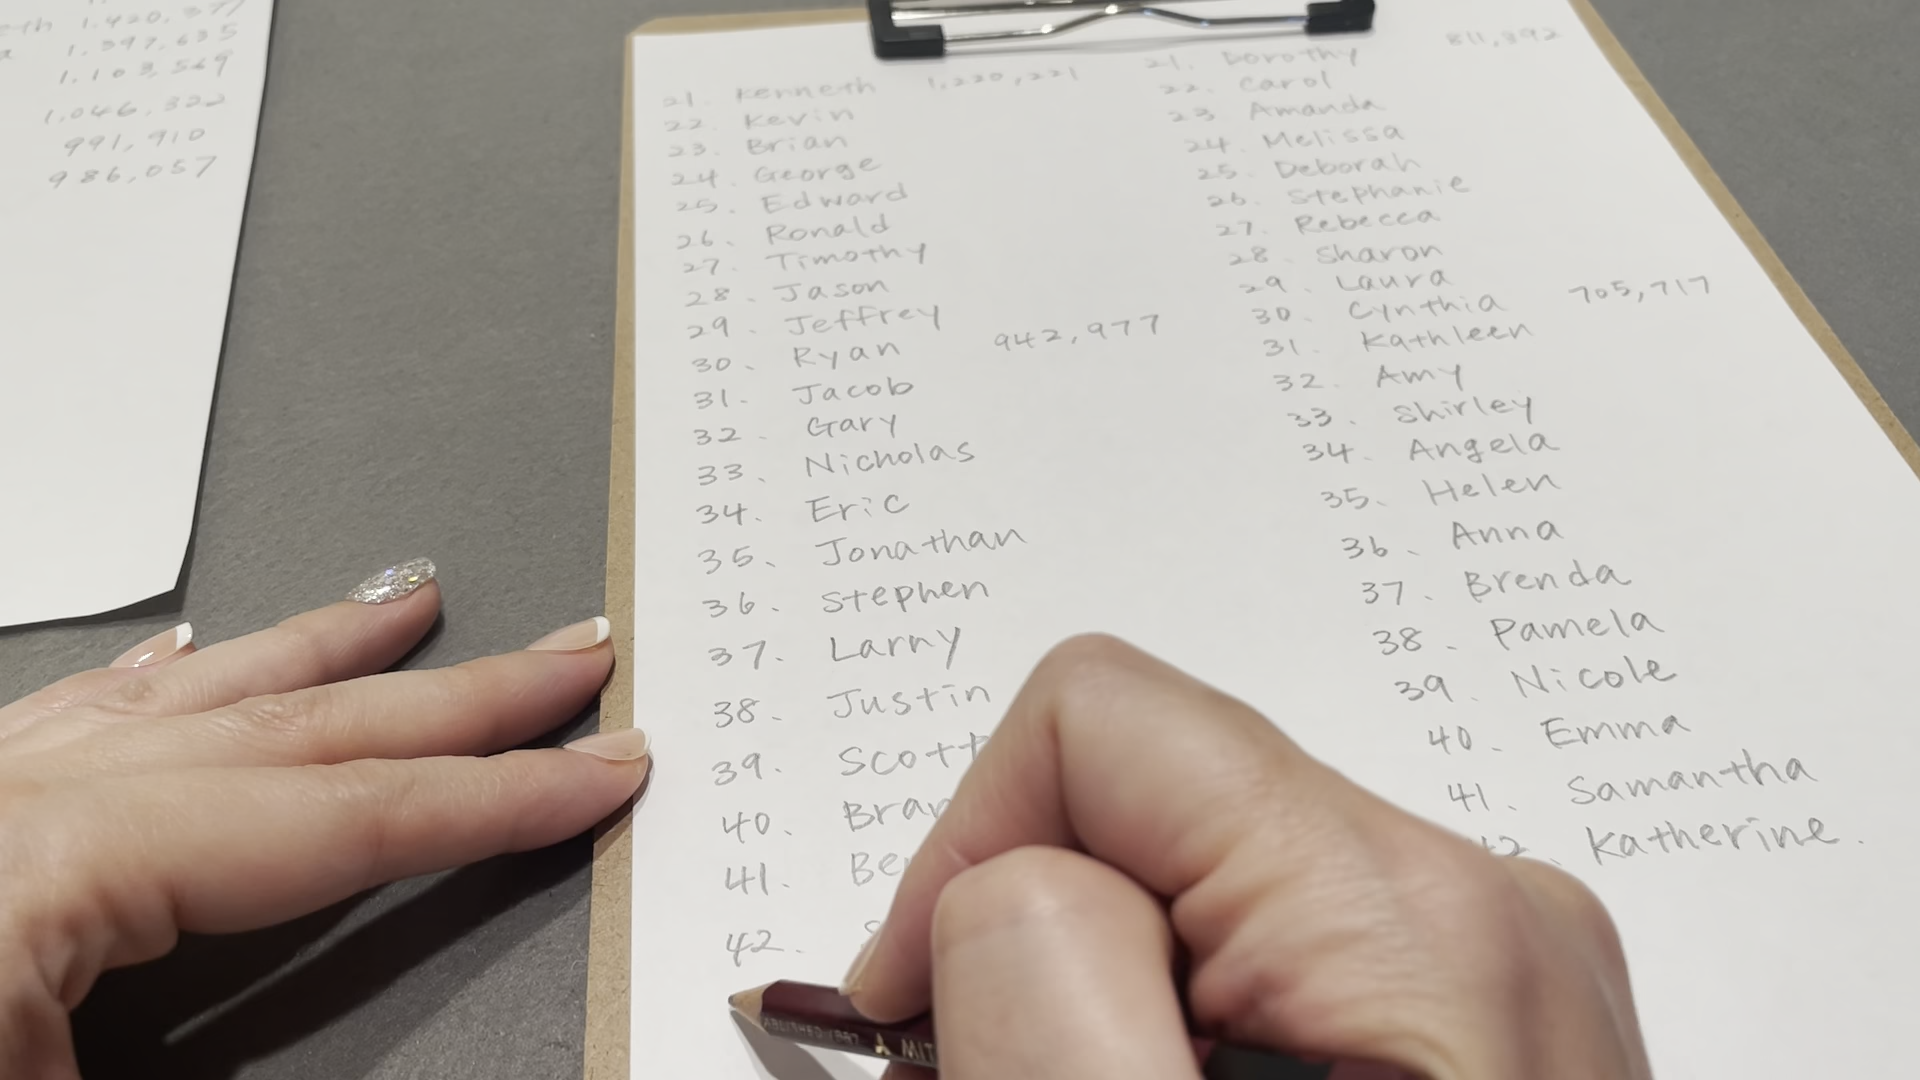 1.420,377
1.397,635
1.103,569
1.046,322
991,910
986,057
21. Kenneth 1,220,221
22. Kevin
23. Brian
24. George
25. Edward
26. Ronald
27. Timothy
28. Jason
29. Jeffrey
30. Ryan 942,977
31. Jacob
32. Gary
33. Nicholas
34. Eric
35. Jonathan
36. Stephen
37. Larry
38. Justin
39. Scott
40.
41.
42.
21. Dorothy 811,892
22. Carol
23 Amanda
24. Melissa
25. Deborah
26. Stephanie
27. Rebecca
28 Sharon
29. Laura
30. Cynthia 705,717
31. Kathleen
32. Amy
33. Shirley
34. Angela
35. Helen
36. Anna
37. Brenda
38. Pamela
39. Nicole
40. Emma
41. Samantha
42. Katherine.
MIT